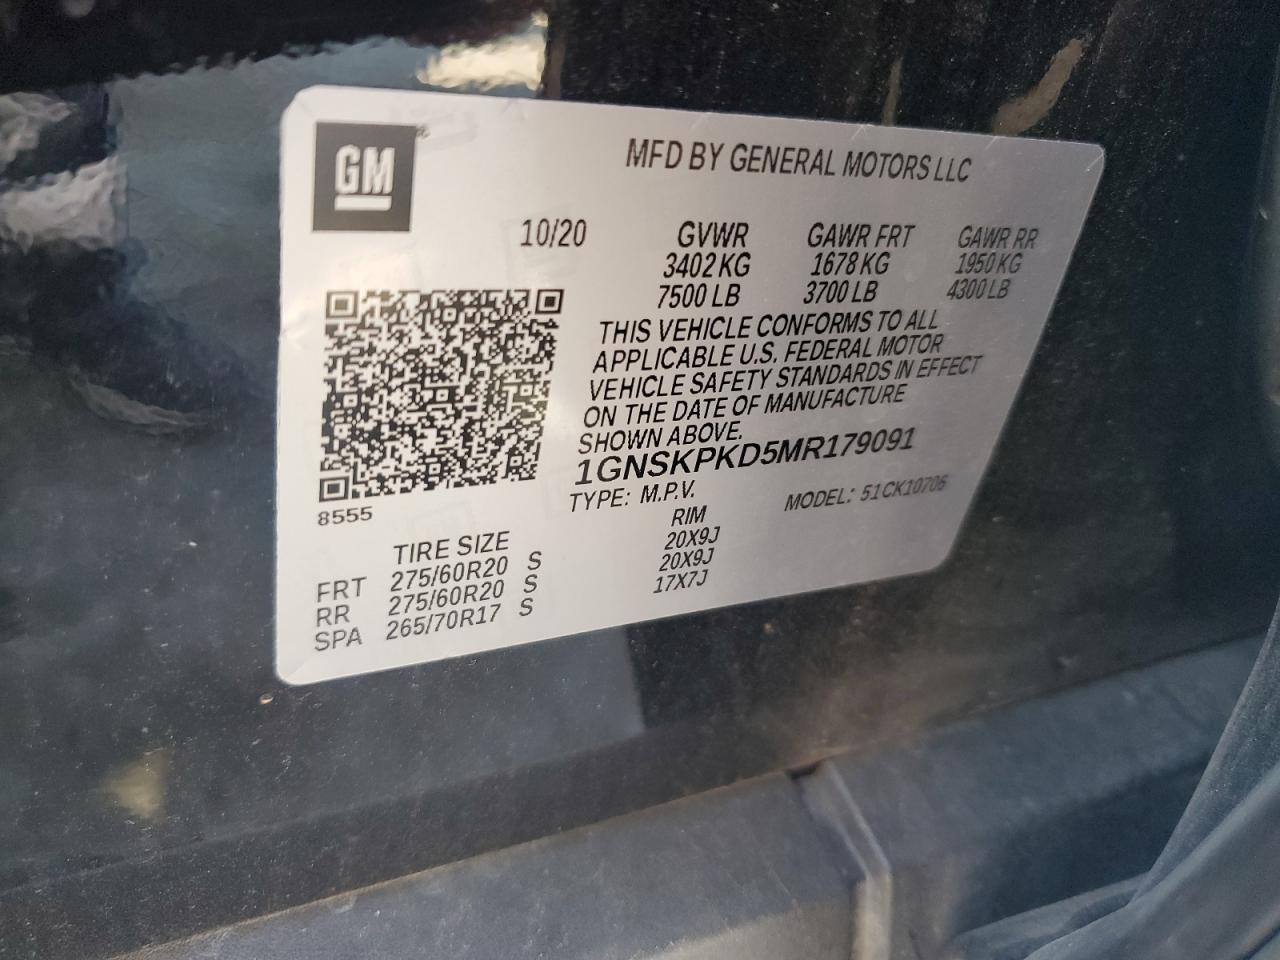 GM
MFD BY GENERAL MOTORS LLC
10/20 GVWR GAWR FRT GAWR RR
3402 KG 1678 KG 1950 KG
7500 LB 3700 LB 4300 LB
THIS VEHICLE CONFORMS TO ALL
APPLICABLE U.S. FEDERAL MOTOR
VEHICLE SAFETY STANDARDS IN EFFECT
ON THE DATE OF MANUFACTURE
SHOWN ABOVE.
1GNSKPKD5MR179091
TYPE: M.P.V. MODEL: 51CK10706
8555
TIRE SIZE RIM
FRT 275/60R20 S 20X9J
RR 275/60R20 S 20X9J
SPA 265/70R17 S 17X7J